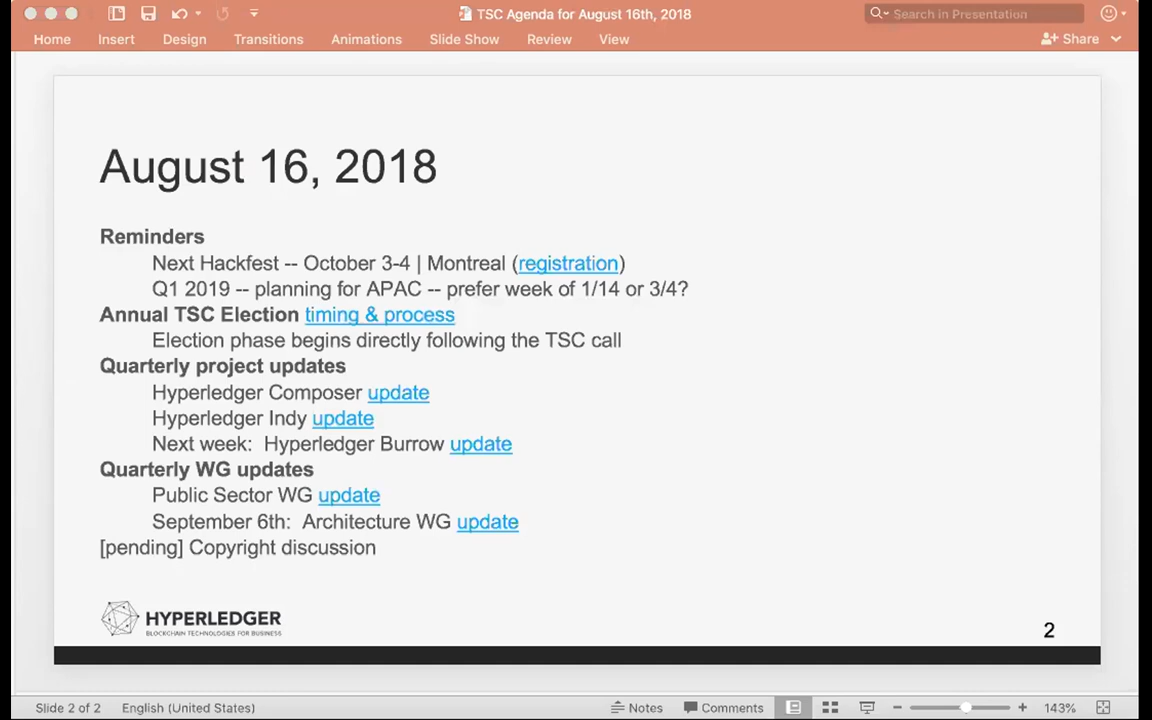 TSC Agenda for August 16th, 2018
Search in Presentation
Home Insert Design Transitions Animations Slide Show Review View Share
August 16, 2018
Reminders
Next Hackfest -- October 3-4 | Montreal (registration)
Q1 2019 -- planning for APAC -- prefer week of 1/14 or 3/4?
Annual TSC Election timing & process
Election phase begins directly following the TSC call
Quarterly project updates
Hyperledger Composer update
Hyperledger Indy update
Next week: Hyperledger Burrow update
Quarterly WG updates
Public Sector WG update
September 6th: Architecture WG update
[pending] Copyright discussion
HYPERLEDGER
BLOCKCHAIN TECHNOLOGIES FOR BUSINESS
2
Slide 2 of 2 English (United States) Notes Comments 143%